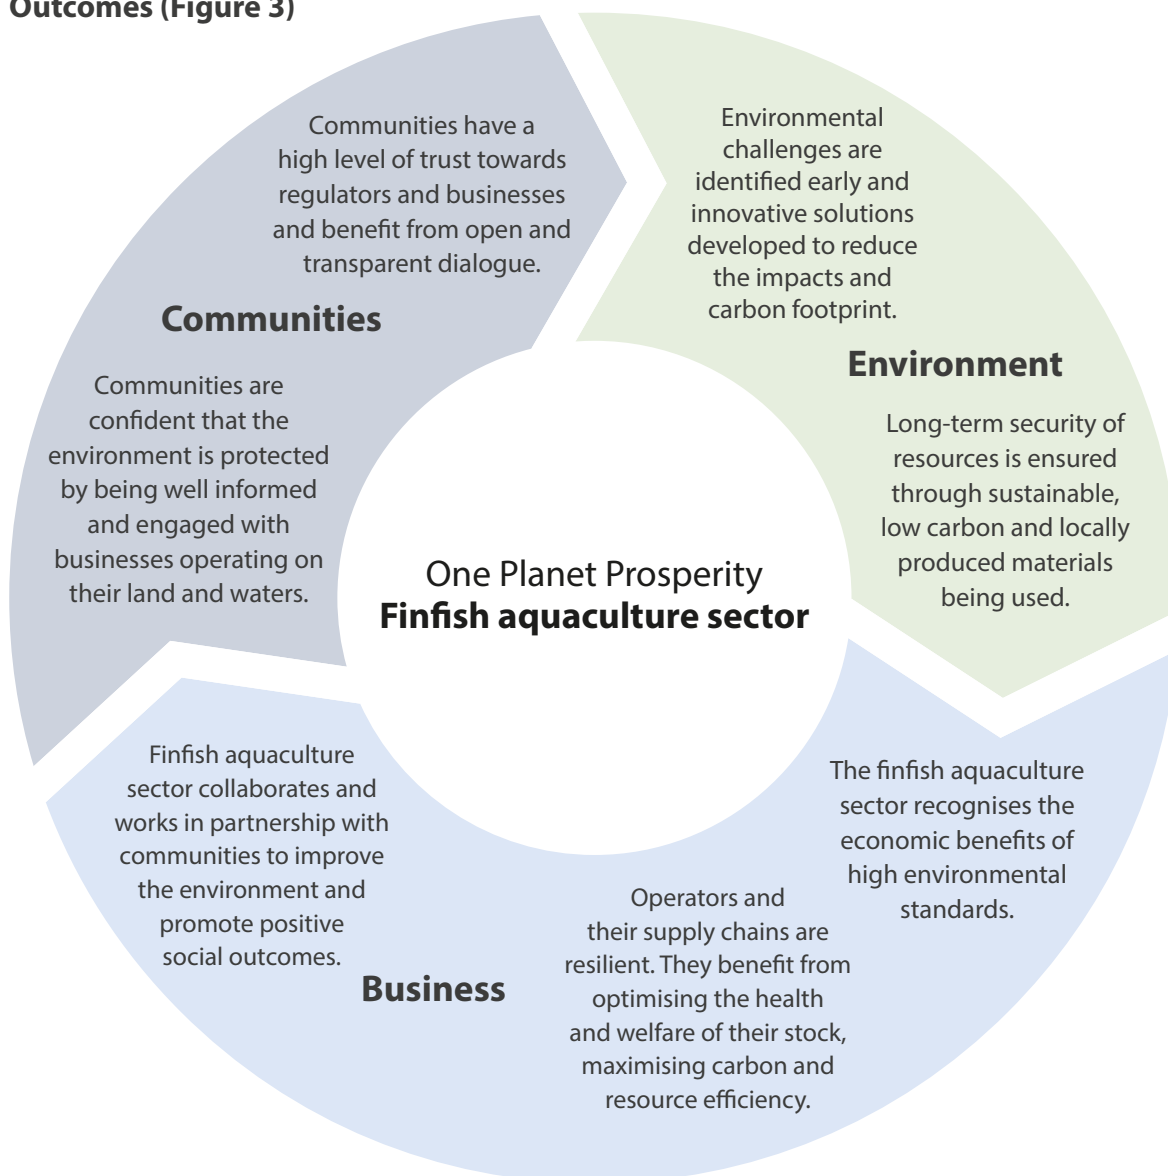 Outcomes (Figure 3)
Communities have a
high level of trust towards
regulators and businesses
and benefit from open and
transparent dialogue.
Communities
Communities are
confident that the
environment is protected
by being well informed
and engaged with
businesses operating on
their land and waters.
Environmental
challenges are
identified early and
innovative solutions
developed to reduce
the impacts and
carbon footprint.
Environment
Long-term security of
resources is ensured
through sustainable,
low carbon and locally
produced materials
being used.
One Planet Prosperity
Finfish aquaculture sector
Finfish aquaculture
sector collaborates and
works in partnership with
communities to improve
the environment and
promote positive
social outcomes.
Business
Operators and
their supply chains are
resilient. They benefit from
optimising the health
and welfare of their stock,
maximising carbon and
resource efficiency.
The finfish aquaculture
sector recognises the
economic benefits of
high environmental
standards.